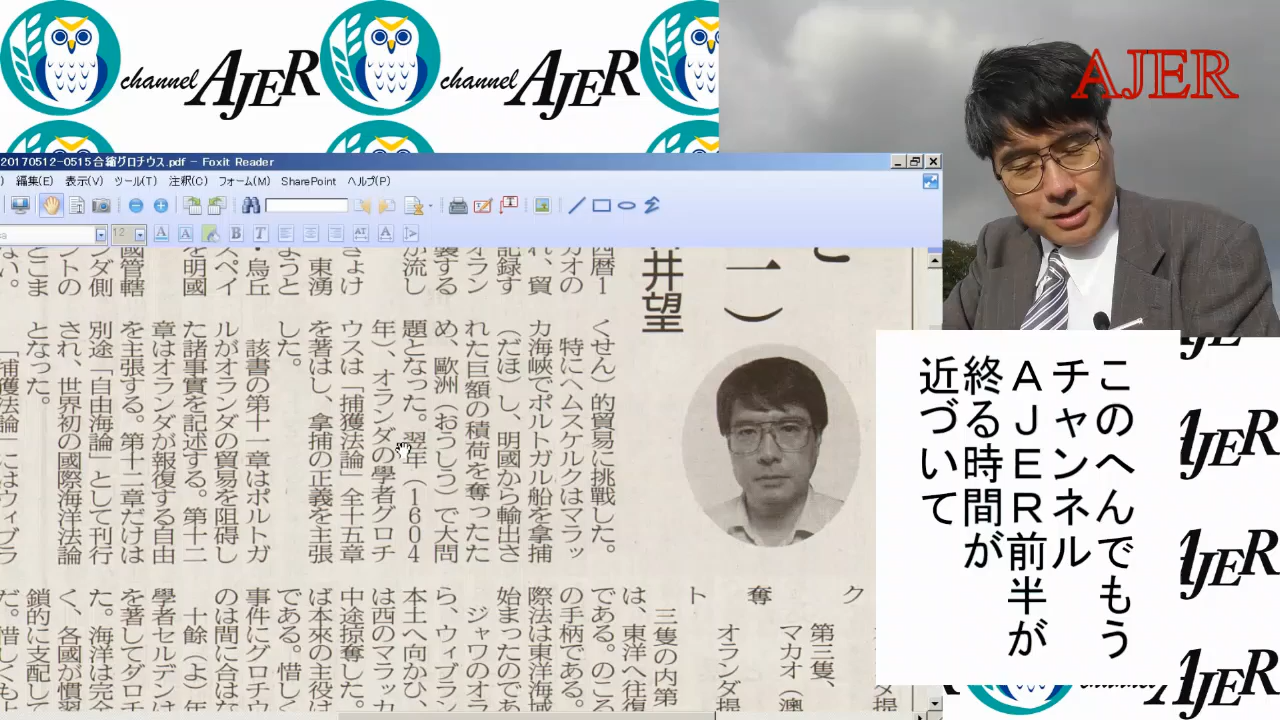 channel AJER
channel AJER
AJER
20170512-0515合編グロチウス.pdf - Foxit Reader
編集(E) 表示(V) ツール(T) 注釈(C) フォーム(M) SharePoint ヘルプ(P)
12
このへんでもう
チャンネル
AJER前半が
終る時間が
近づいて
一）
井望
くせん）的貿易に挑戰した。
特にヘムスケルクはマラッ
カ海峽でポルトガル船を拿捕
（だほ）し、明國から輸出さ
れた巨額の積荷を奪ったた
め、歐洲（おうしう）で大問
題となった。翌年（1604
年）、オランダの學者グロチ
ウスは「捕獲法論」全十五章
を著はし、拿捕の正義を主張
した。
該書の第十一章はポルトガ
ルがオランダの貿易を阻碍し
た諸事實を記述する。第十二
章はオランダが報復する自由
を主張する。第十二章だけは
別途「自由海論」として刊行
され、世界初の國際海洋法論
となった。
「捕獲法論」にはウィブラ
西曆1
カオの
記録す
れ、貿
オラン
襲する
が流し
きょけ
東湧
ようと
・烏丘
スペイ
を明國
國管轄
ンダ側
ントの
とこま
ない。
ク
第三隻、
マカオ（澳
奪
オランダ提
ト
三隻の内第
は、東洋へ往復
である。のこる
の手柄である。
際法は東洋海域
始まったのであ
ジャワのオラ
ら、ウィブラン
本土へ向かひ、
は西のマラッカ
中途掠奪した。
ば本來の主役は
である。惜しく
事件にグロチウ
のは間に合はな
十餘（よ）年
學者セルデンは
を著してグロチ
た。海洋は完全
く、各國が慣習
鎖的に支配して
だ。惜しくもと
AJER
AJER
AJER
channel